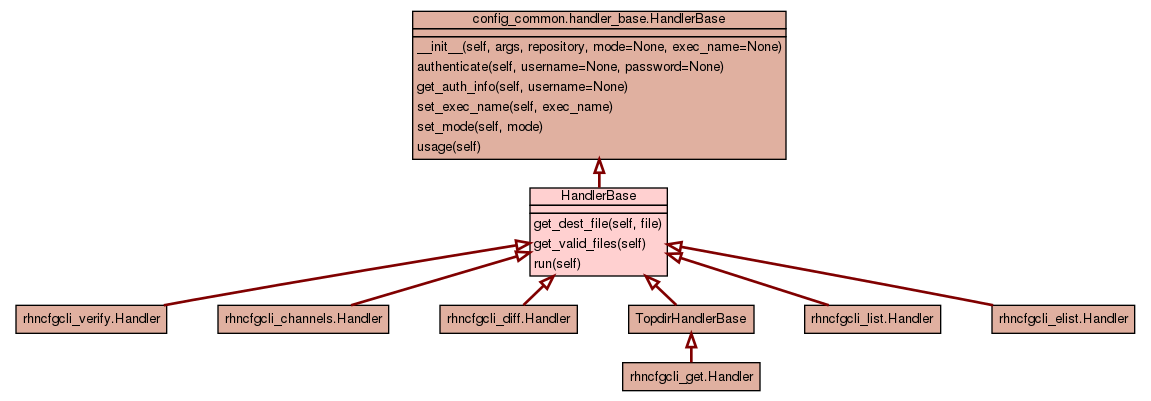 config_common.handler_base.HandlerBase
__init__(self, args, repository, mode=None, exec_name=None)
authenticate(self, username=None, password=None)
get_auth_info(self, username=None)
set_exec_name(self, exec_name)
set_mode(self, mode)
usage(self)
HandlerBase
get_dest_file(self, file)
get_valid_files(self)
run(self)
rhncfgcli_verify.Handler
rhncfgcli_channels.Handler
rhncfgcli_diff.Handler
TopdirHandlerBase
rhncfgcli_list.Handler
rhncfgcli_elist.Handler
rhncfgcli_get.Handler